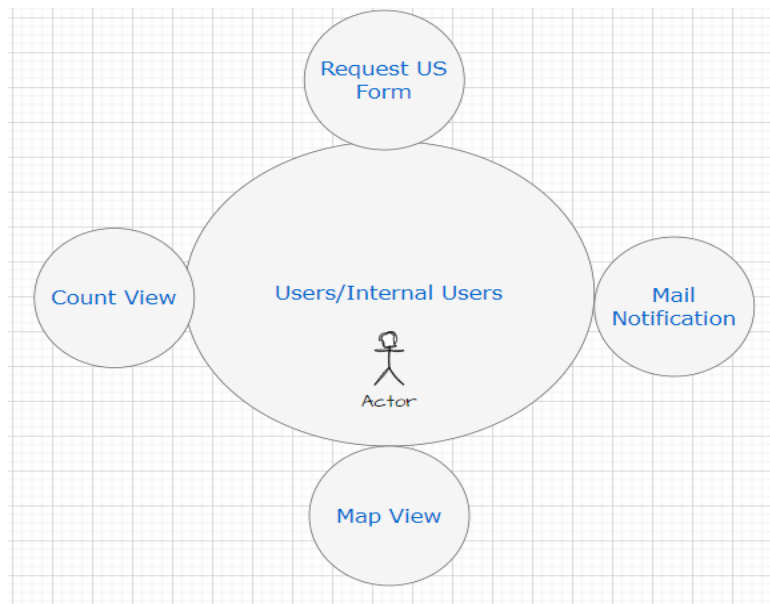 Request US
Form
Count View
Users/Internal Users
Mail
Notification
Actor
Map View